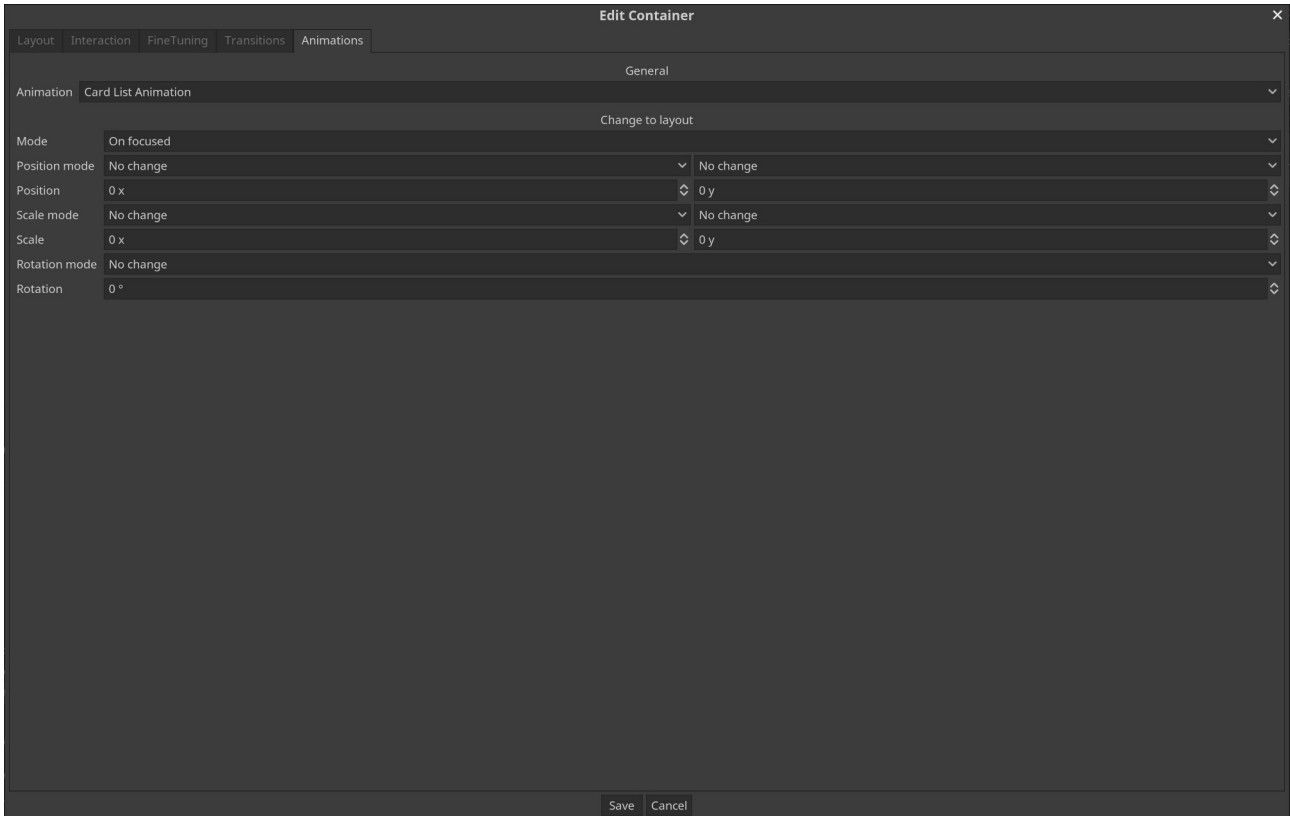 Edit Container
Layout Interaction FineTuning Transitions Animations
General
Animation Card List Animation
Change to layout
Mode On focused
Position mode No change No change
Position 0 x 0 y
Scale mode No change No change
Scale 0 x 0 y
Rotation mode No change
Rotation 0 °
Save Cancel